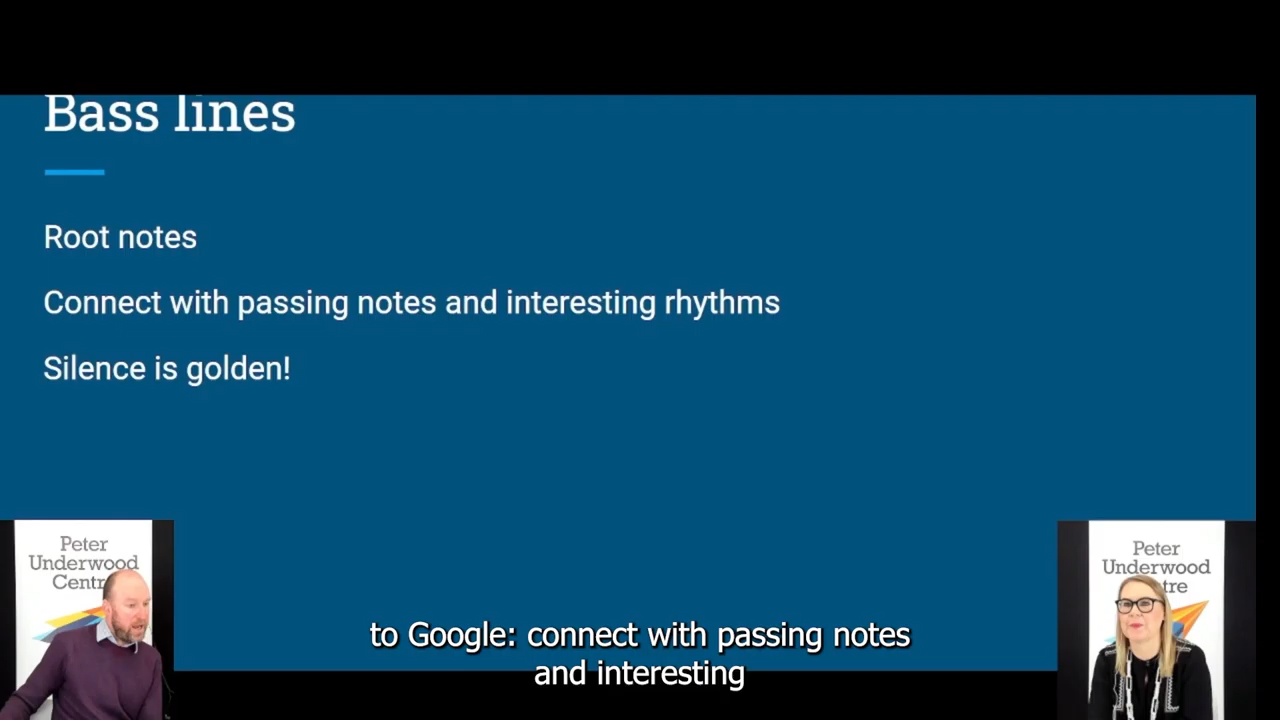 Bass lines
Root notes
Connect with passing notes and interesting rhythms
Silence is golden!
Peter
Underwood
Centr
Peter
Underwood
tre
to Google: connect with passing notes
and interesting